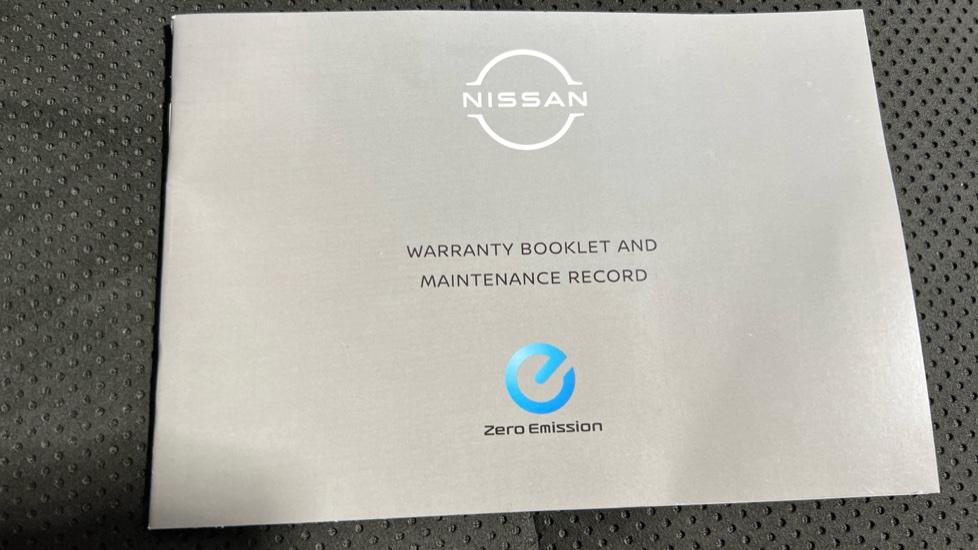 NISSAN
WARRANTY BOOKLET AND
MAINTENANCE RECORD
Zero Emission